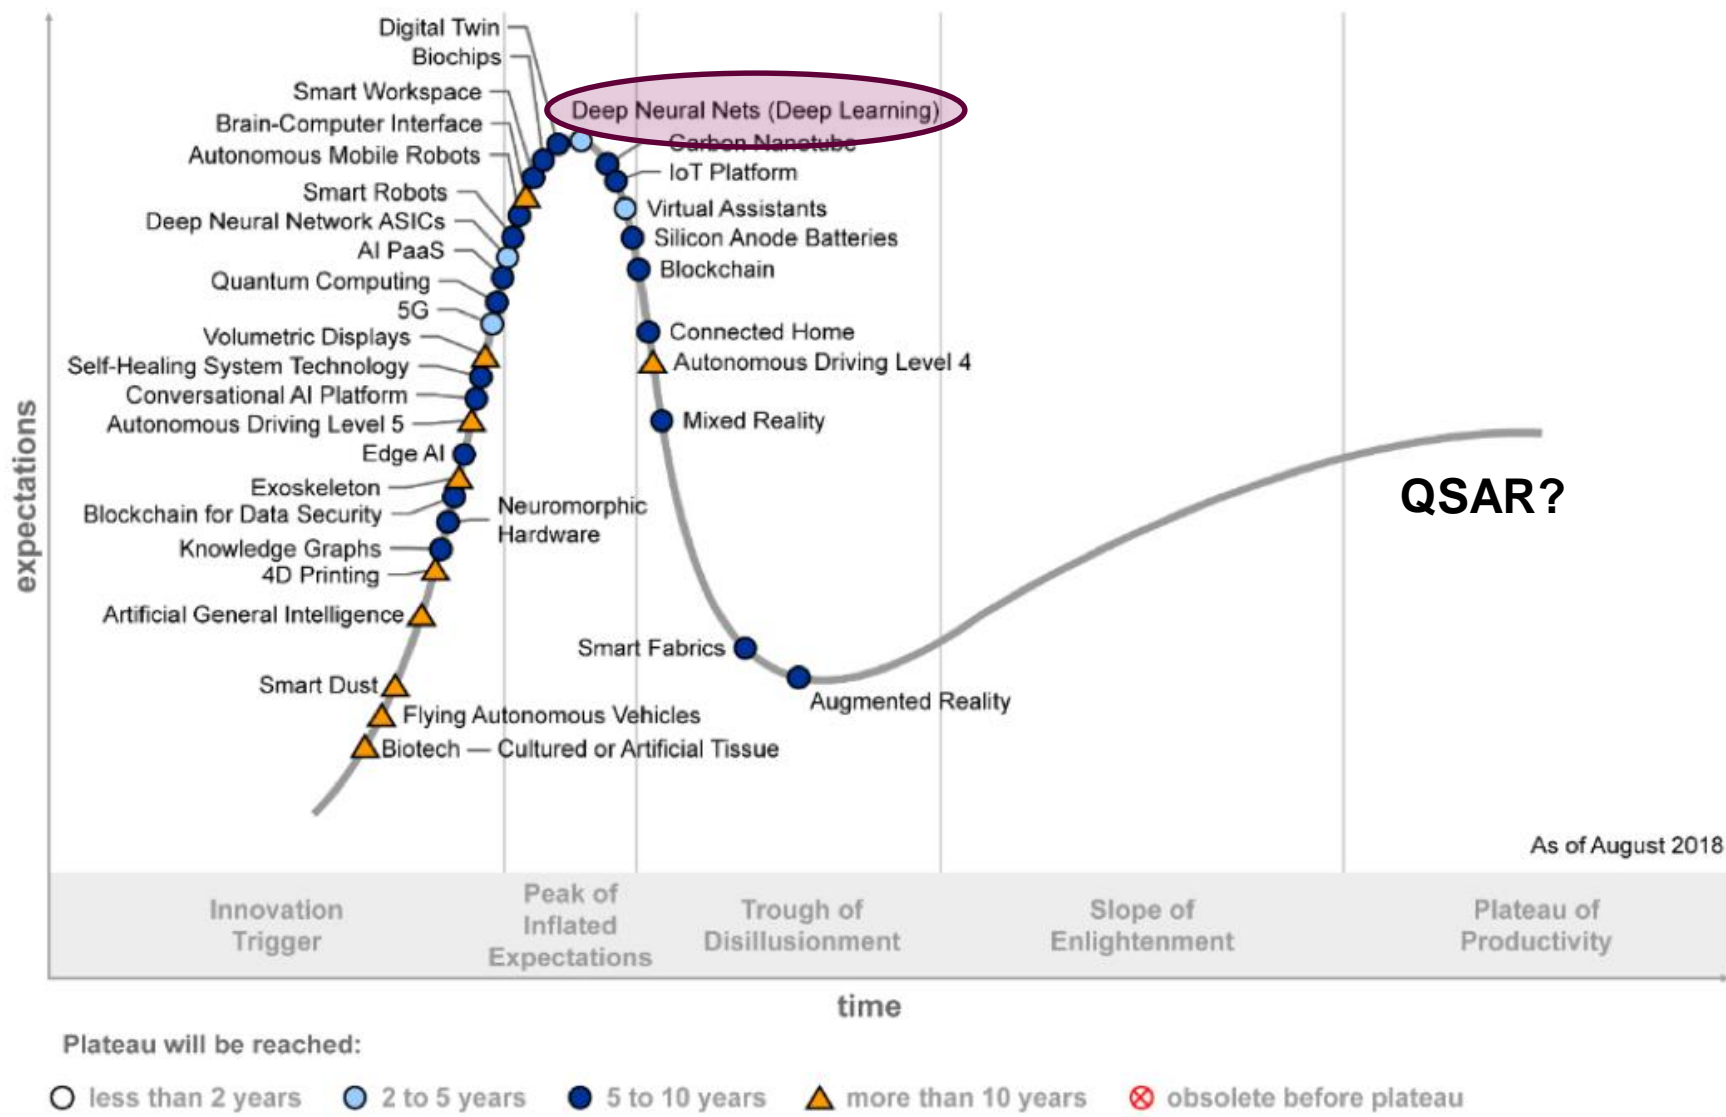 Digital Twin
Biochips
Smart Workspace
Brain-Computer Interface
Autonomous Mobile Robots
Smart Robots
Deep Neural Network ASICs
AI PaaS
Quantum Computing
5G
Volumetric Displays
Self-Healing System Technology
Conversational AI Platform
Autonomous Driving Level 5
Edge AI
Exoskeleton
Blockchain for Data Security
Neuromorphic
Hardware
Knowledge Graphs
4D Printing
Artificial General Intelligence
Smart Dust
Flying Autonomous Vehicles
Biotech — Cultured or Artificial Tissue
Deep Neural Nets (Deep Learning)
Carbon Nanotube
IoT Platform
Virtual Assistants
Silicon Anode Batteries
Blockchain
Connected Home
Autonomous Driving Level 4
Mixed Reality
Smart Fabrics
Augmented Reality
QSAR?
As of August 2018
expectations
Innovation
Trigger
Peak of
Inflated
Expectations
Trough of
Disillusionment
Slope of
Enlightenment
Plateau of
Productivity
time
Plateau will be reached:
less than 2 years
2 to 5 years
5 to 10 years
more than 10 years
obsolete before plateau